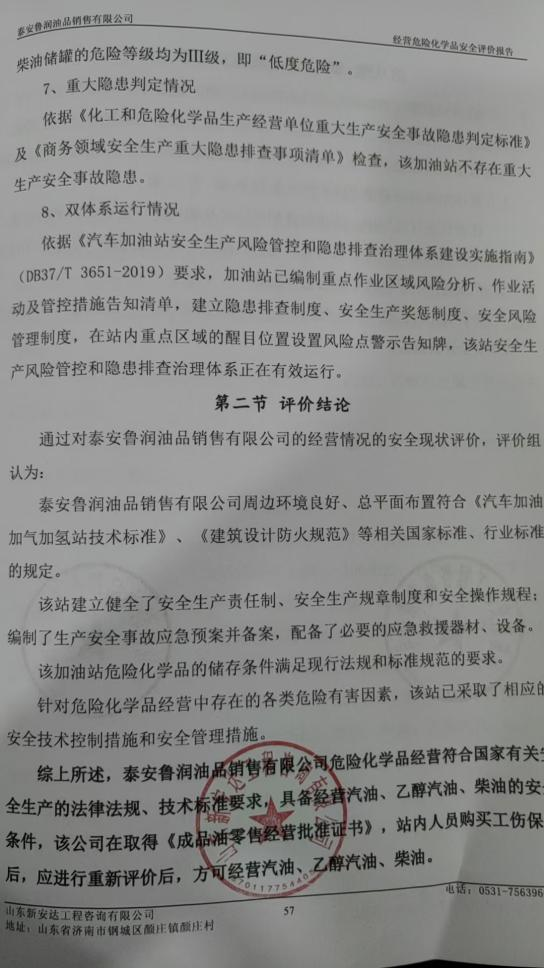 泰安鲁润油品销售有限公司
经营危险化学品安全评价报告
柴油储罐的危险等级均为Ⅲ级，即“低度危险”。
7、重大隐患判定情况
依据《化工和危险化学品生产经营单位重大生产安全事故隐患判定标准》
及《商务领域安全生产重大隐患排查事项清单》检查，该加油站不存在重大
生产安全事故隐患。
8、双体系运行情况
依据《汽车加油站安全生产风险管控和隐患排查治理体系建设实施指南》
（DB37/T 3651-2019）要求，加油站已编制重点作业区域风险分析、作业活
动及管控措施告知清单，建立隐患排查制度、安全生产奖惩制度、安全风险
管理制度，在站内重点区域的醒目位置设置风险点警示告知牌，该站安全生
产风险管控和隐患排查治理体系正在有效运行。
第二节 评价结论
通过对泰安鲁润油品销售有限公司的经营情况的安全现状评价，评价组
认为：
泰安鲁润油品销售有限公司周边环境良好、总平面布置符合《汽车加油
加气加氢站技术标准》、《建筑设计防火规范》等相关国家标准、行业标准
的规定。
该站建立健全了安全生产责任制、安全生产规章制度和安全操作规程；
编制了生产安全事故应急预案并备案，配备了必要的应急救援器材、设备。
该加油站危险化学品的储存条件满足现行法规和标准规范的要求。
针对危险化学品经营中存在的各类危险有害因素，该站已采取了相应的
安全技术控制措施和安全管理措施。
综上所述，泰安鲁润油品销售有限公司危险化学品经营符合国家有关安
全生产的法律法规、技术标准要求，具备经营汽油、乙醇汽油、柴油的安
条件，该公司在取得《成品油零售经营批准证书》，站内人员购买工伤保
后，应进行重新评价后，方可经营汽油、乙醇汽油、柴油。
山东新安达工程咨询有限公司
地址：山东省济南市钢城区颜庄镇颜庄村
57
电话：0531-756396